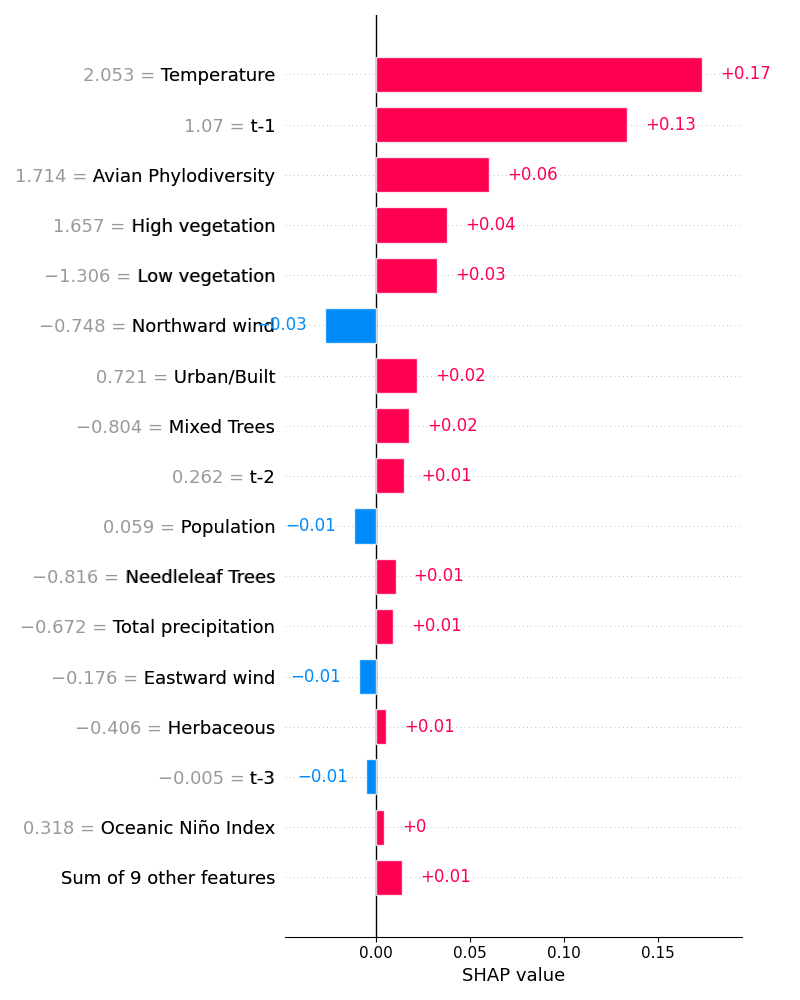 2.053 = Temperature +0.17
1.07 = t-1 +0.13
1.714 = Avian Phylodiversity +0.06
1.657 = High vegetation +0.04
−1.306 = Low vegetation +0.03
−0.748 = Northward wind −0.03
0.721 = Urban/Built +0.02
−0.804 = Mixed Trees +0.02
0.262 = t-2 +0.01
0.059 = Population −0.01
−0.816 = Needleleaf Trees +0.01
−0.672 = Total precipitation +0.01
−0.176 = Eastward wind −0.01
−0.406 = Herbaceous +0.01
−0.005 = t-3 −0.01
0.318 = Oceanic Niño Index +0
Sum of 9 other features +0.01
0.00 0.05 0.10 0.15
SHAP value